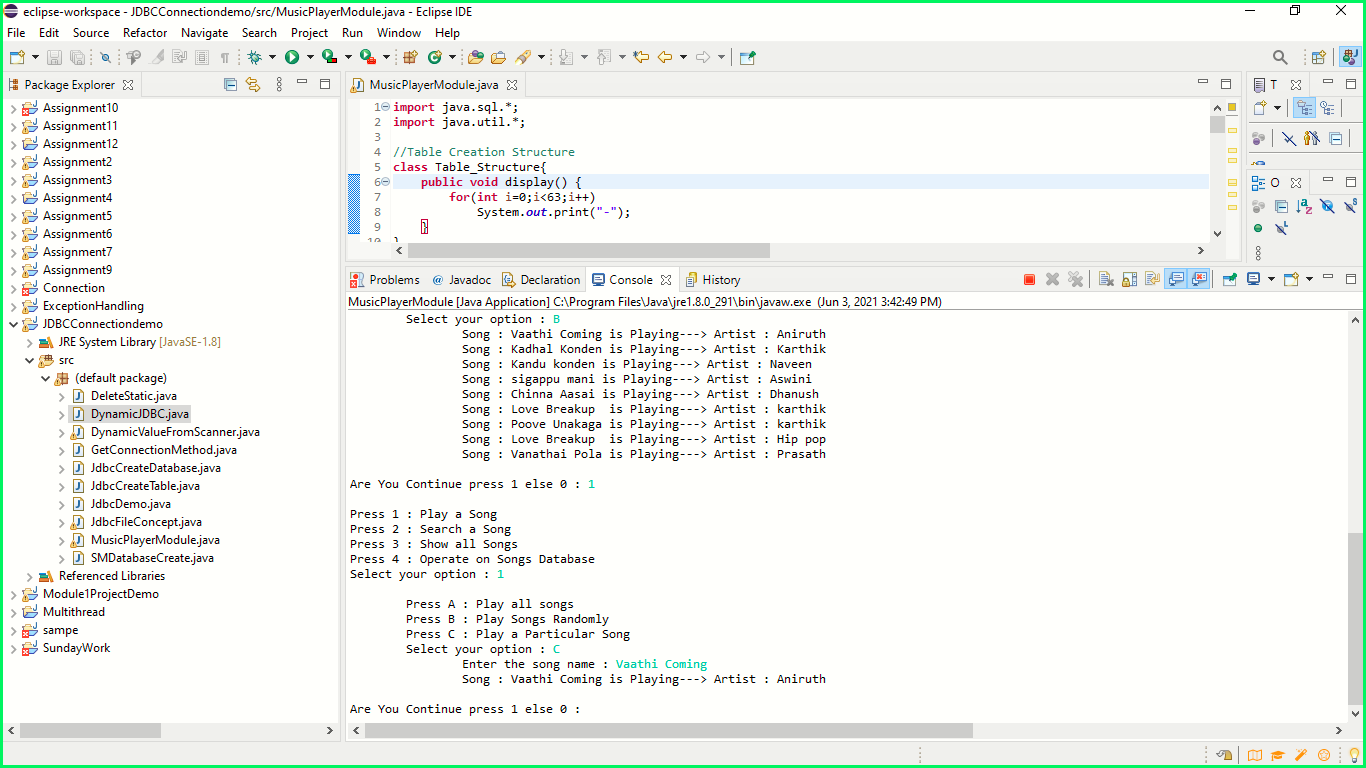 eclipse-workspace - JDBCConnectiondemo/src/MusicPlayerModule.java - Eclipse IDE
File Edit Source Refactor Navigate Search Project Run Window Help
Package Explorer
Assignment10
Assignment11
Assignment12
Assignment2
Assignment3
Assignment4
Assignment5
Assignment6
Assignment7
Assignment9
Connection
ExceptionHandling
JDBCConnectiondemo
JRE System Library [JavaSE-1.8]
src
(default package)
DeleteStatic.java
DynamicJDBC.java
DynamicValueFromScanner.java
GetConnectionMethod.java
JdbcCreateDatabase.java
JdbcCreateTable.java
JdbcDemo.java
JdbcFileConcept.java
MusicPlayerModule.java
SMDatabaseCreate.java
Referenced Libraries
Module1ProjectDemo
Multithread
sampe
SundayWork
MusicPlayerModule.java
1 import java.sql.*;
2 import java.util.*;
3
4 //Table Creation Structure
5 class Table_Structure{
6 public void display() {
7 for(int i=0;i<63;i++)
8 System.out.print("-");
9 }
10 }
T
O
Problems @ Javadoc Declaration Console History
MusicPlayerModule [Java Application] C:\Program Files\Java\jre1.8.0_291\bin\javaw.exe (Jun 3, 2021 3:42:49 PM)
Select your option : B
Song : Vaathi Coming is Playing---> Artist : Aniruth
Song : Kadhal Konden is Playing---> Artist : Karthik
Song : Kandu konden is Playing---> Artist : Naveen
Song : sigappu mani is Playing---> Artist : Aswini
Song : Chinna Aasai is Playing---> Artist : Dhanush
Song : Love Breakup  is Playing---> Artist : karthik
Song : Poove Unakaga is Playing---> Artist : karthik
Song : Love Breakup  is Playing---> Artist : Hip pop
Song : Vanathai Pola is Playing---> Artist : Prasath
Are You Continue press 1 else 0 : 1
Press 1 : Play a Song
Press 2 : Search a Song
Press 3 : Show all Songs
Press 4 : Operate on Songs Database
Select your option : 1
Press A : Play all songs
Press B : Play Songs Randomly
Press C : Play a Particular Song
Select your option : C
Enter the song name : Vaathi Coming
Song : Vaathi Coming is Playing---> Artist : Aniruth
Are You Continue press 1 else 0 :